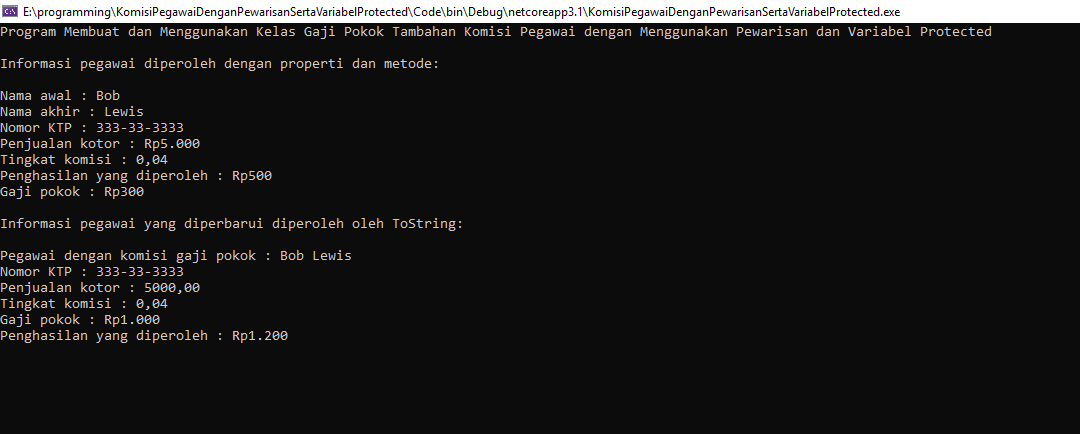 E:\programming\KomisiPegawaiDenganPewarisanSertaVariabelProtected\Code\bin\Debug\netcoreapp3.1\KomisiPegawaiDenganPewarisanSertaVariabelProtected.exe
Program Membuat dan Menggunakan Kelas Gaji Pokok Tambahan Komisi Pegawai dengan Menggunakan Pewarisan dan Variabel Protected
Informasi pegawai diperoleh dengan properti dan metode:
Nama awal : Bob
Nama akhir : Lewis
Nomor KTP : 333-33-3333
Penjualan kotor : Rp5.000
Tingkat komisi : 0,04
Penghasilan yang diperoleh : Rp500
Gaji pokok : Rp300
Informasi pegawai yang diperbarui diperoleh oleh ToString:
Pegawai dengan komisi gaji pokok : Bob Lewis
Nomor KTP : 333-33-3333
Penjualan kotor : 5000,00
Tingkat komisi : 0,04
Gaji pokok : Rp1.000
Penghasilan yang diperoleh : Rp1.200